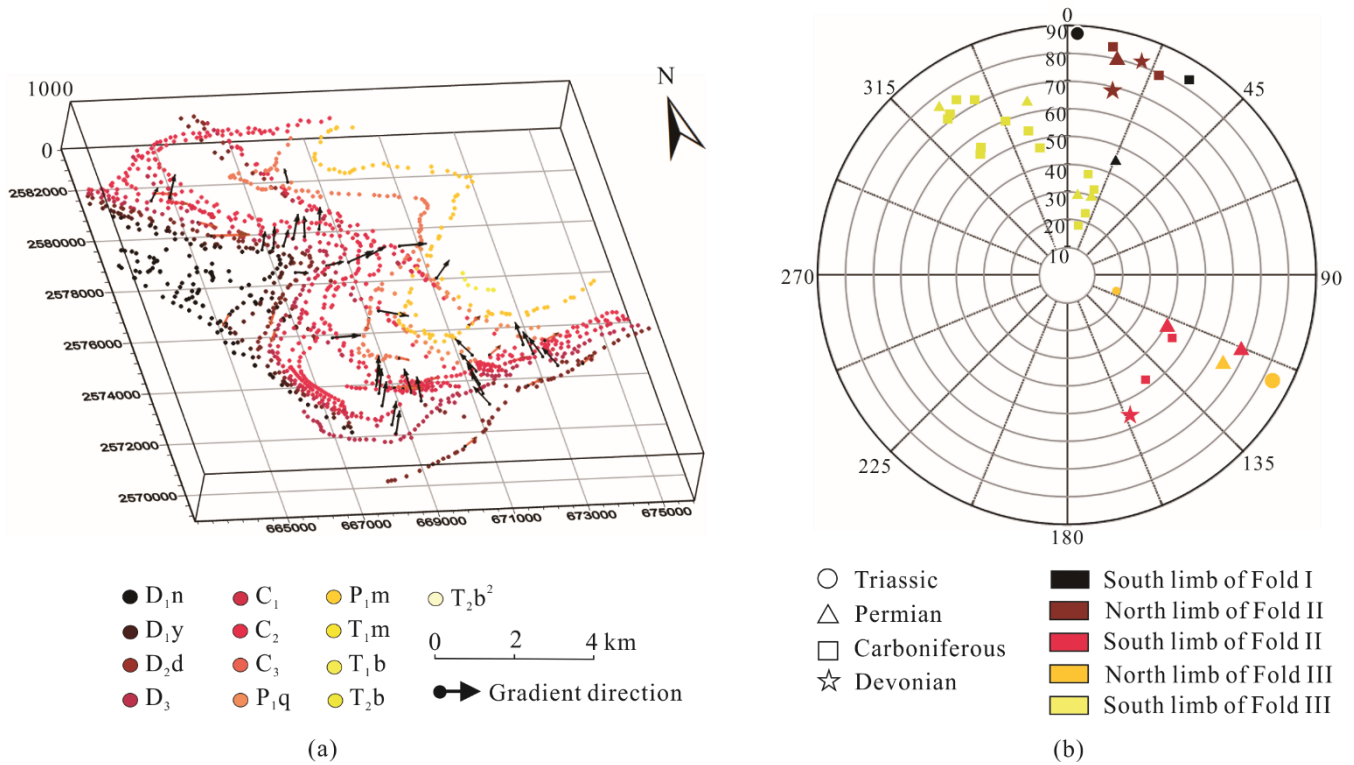 N
1000
0
2582000
2580000
2578000
2576000
2574000
2572000
2570000
665000
667000
669000
671000
673000
675000
D₁n
D₁y
D₂d
D₃
C₁
C₂
C₃
P₁q
P₁m
T₁m
T₁b
T₂b
T₂b²
0 2 4 km
Gradient direction
(a)
0
45
90
135
180
225
270
315
90
80
70
60
50
40
30
20
10
Triassic
Permian
Carboniferous
Devonian
South limb of Fold I
North limb of Fold II
South limb of Fold II
North limb of Fold III
South limb of Fold III
(b)